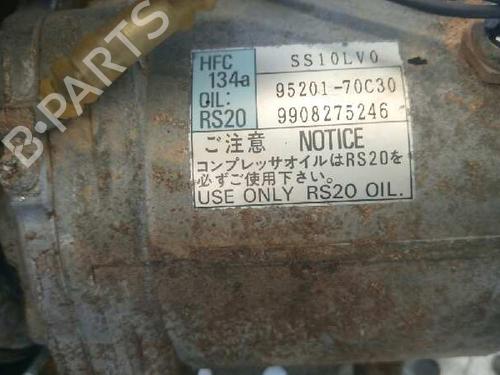 HFC
134a
OIL:
RS20
SS10LV0
95201-70C30
9908275246
ご注意 NOTICE
コンプレッサオイルはRS20を
必ずご使用下さい。
USE ONLY RS20 OIL.
B-PARTS